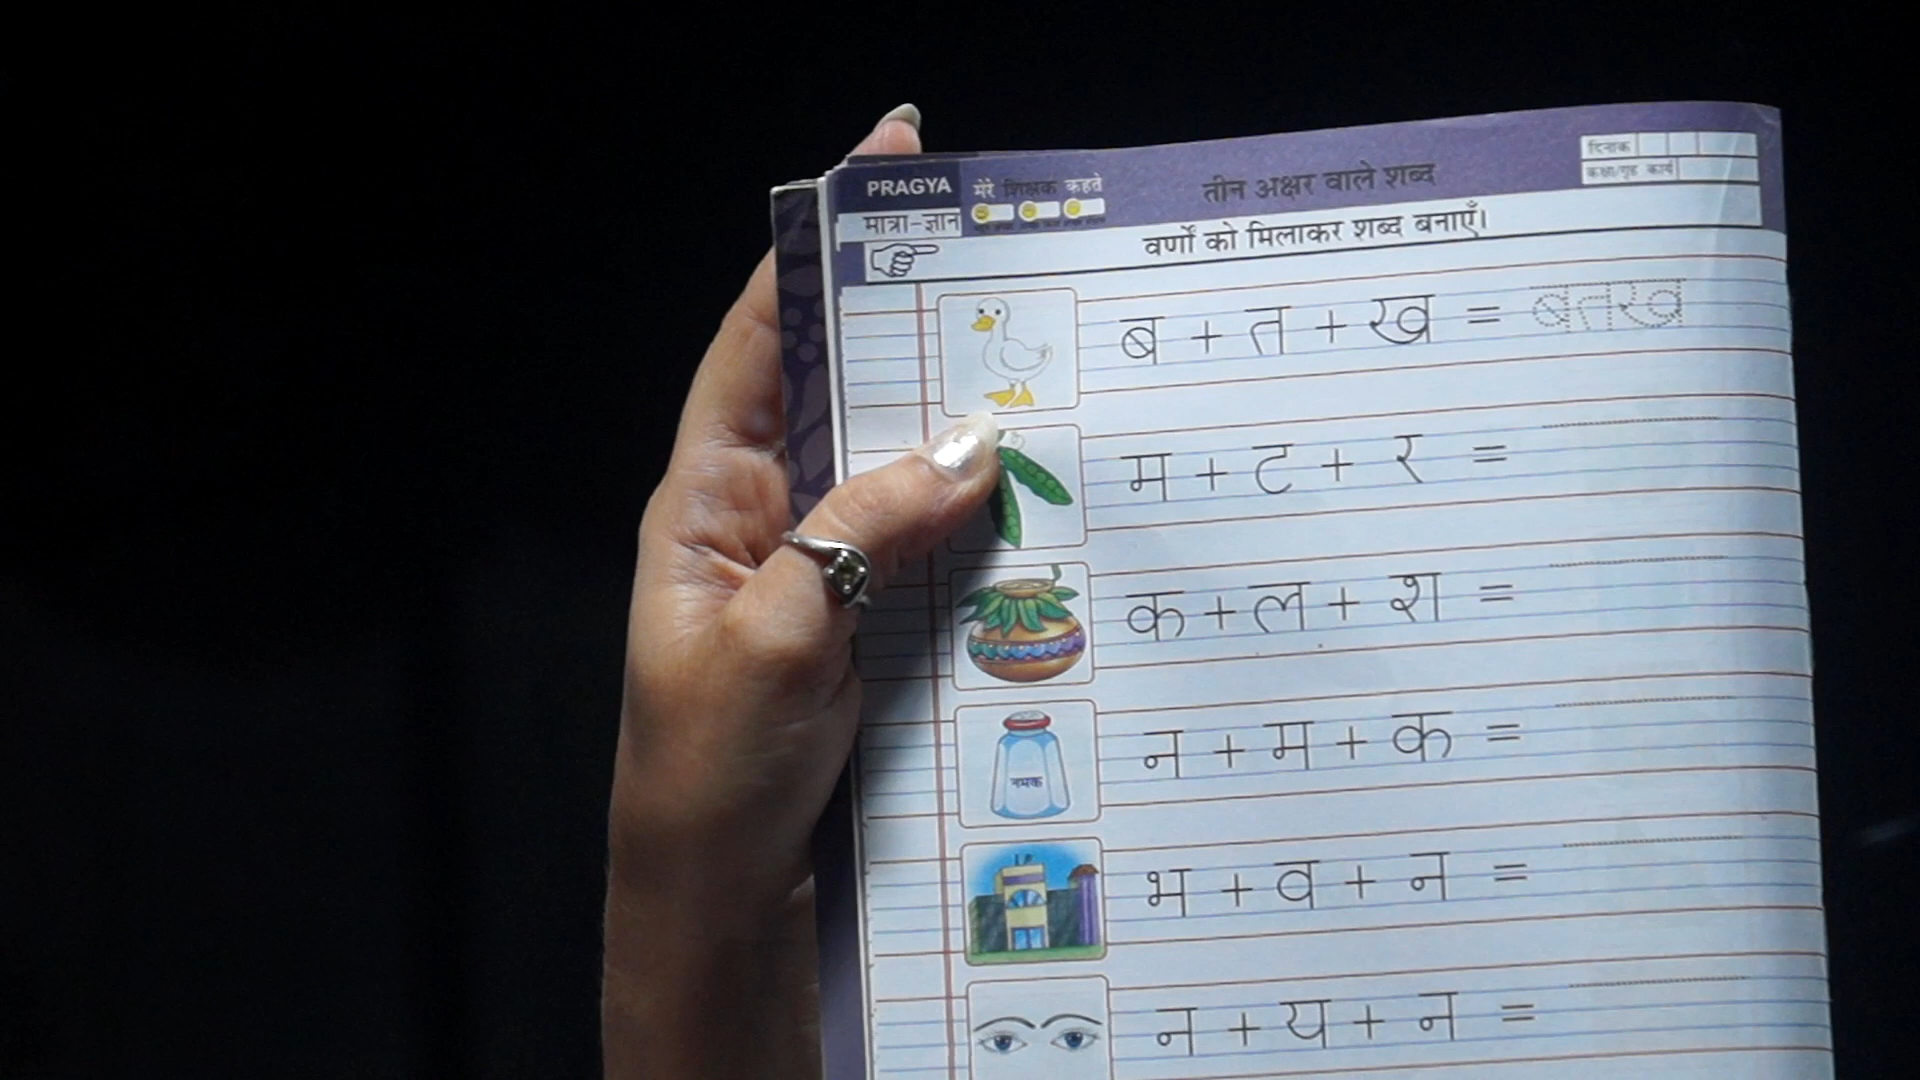 PRAGYA
मेरे शिक्षक कहते
तीन अक्षर वाले शब्द
दिनांक
कक्षा/गृह कार्य
मात्रा-ज्ञान
वर्णों को मिलाकर शब्द बनाएँ।
ब + त + ख = बतख
म + ट + र =
क + ल + श =
न + म + क =
नमक
भ + व + न =
न + य + न =